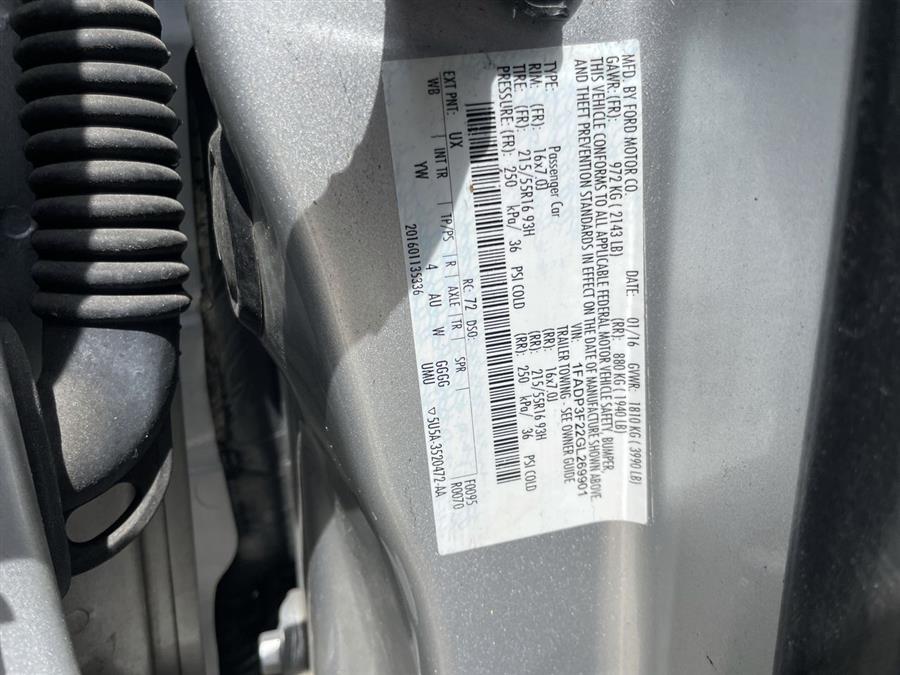 MFD. BY FORD MOTOR CO.
DATE: 01/16 GVWR: 1810 KG ( 3990 LB)
GAWR: (FR): 972 KG ( 2143 LB) (RR): 880 KG ( 1940 LB)
THIS VEHICLE CONFORMS TO ALL APPLICABLE FEDERAL MOTOR VEHICLE SAFETY, BUMPER,
AND THEFT PREVENTION STANDARDS IN EFFECT ON THE DATE OF MANUFACTURE SHOWN ABOVE.
VIN: 1FADP3F22GL269901
TYPE: Passenger Car TRAILER TOWING - SEE OWNER GUIDE
RIM: (FR): 16x7.0J (RR): 16x7.0J
TIRE: (FR): 215/55R16 93H (RR): 215/55R16 93H
PRESSURE: (FR): 250 kPa/ 36 PSI COLD (RR): 250 kPa/ 36 PSI COLD
EXT PNT: UX RC: 72 DSO: F0095
WB INT TR TP/PS R AXLE TR SPR R0070
YW 4 AU W GGGG UMU
201601135336 5U5A-3520472-AA